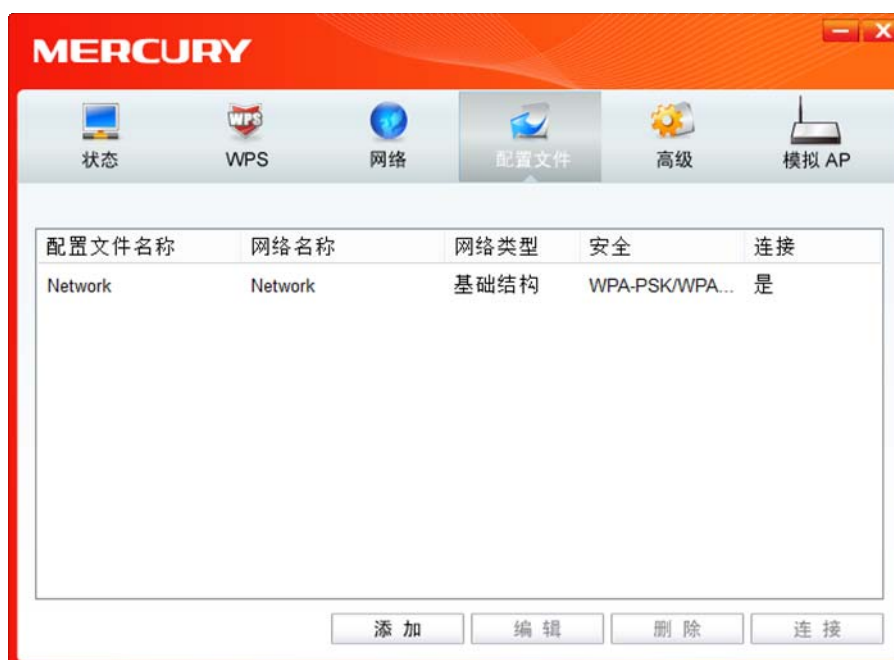 MERCURY
WPS
状态 WPS 网络 配置文件 高级 模拟 AP
配置文件名称 网络名称 网络类型 安全 连接
Network Network 基础结构 WPA-PSK/WPA... 是
添加 编辑 删除 连接